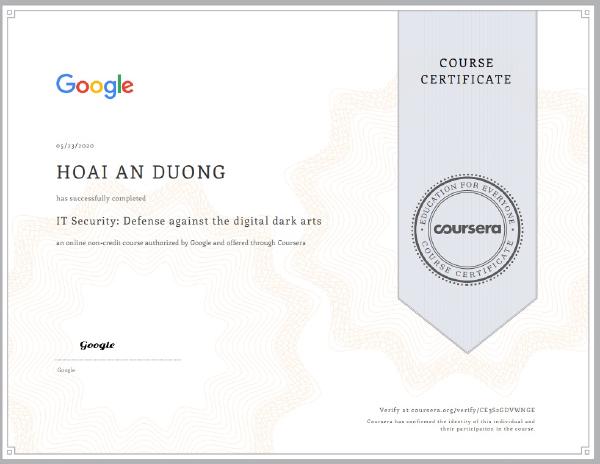 COURSE
CERTIFICATE
Google
05/23/2020
HOAI AN DUONG
has successfully completed
IT Security: Defense against the digital dark arts
an online non-credit course authorized by Google and offered through Coursera
EDUCATION FOR EVERYONE
coursera
COURSE CERTIFICATE
Google
Google
Verify at coursera.org/verify/
Coursera has confirmed the identity of this individual and
their participation in the course.